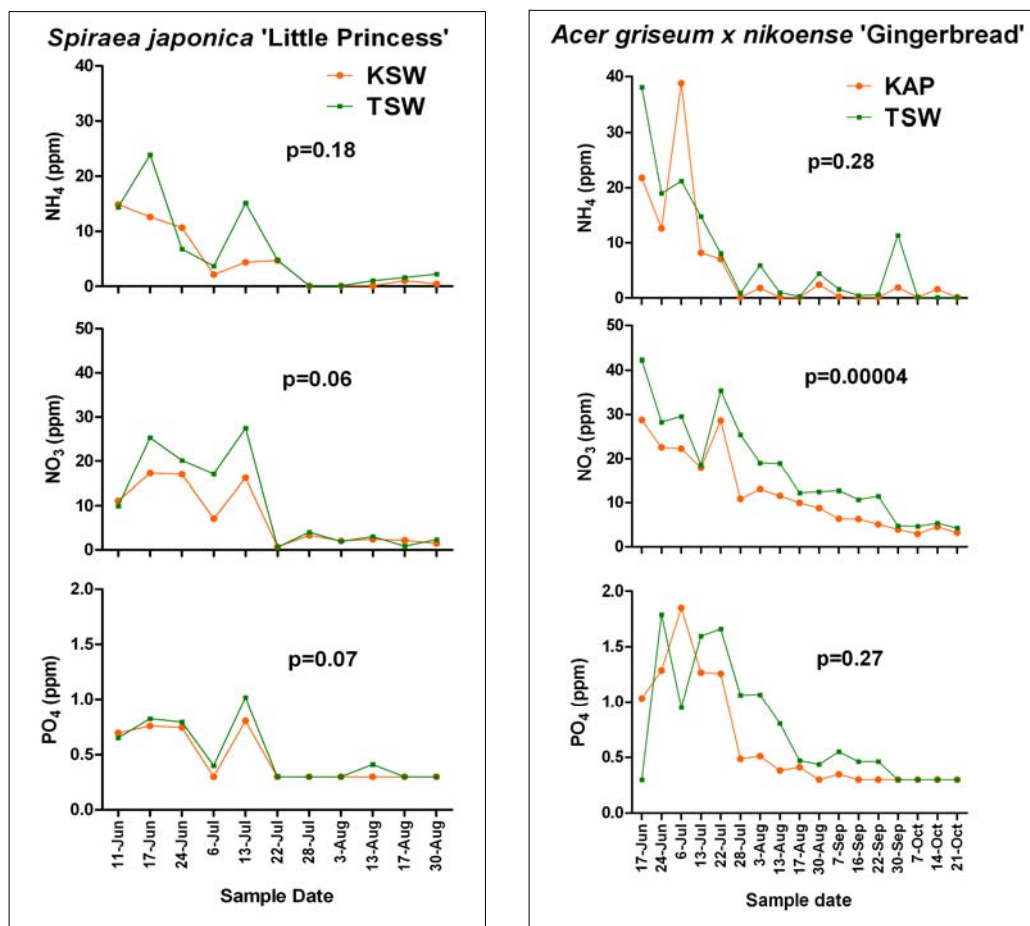 Spiraea japonica 'Little Princess'
KSW
TSW
p=0.18
NH4 (ppm)
40
30
20
10
0
p=0.06
NO3 (ppm)
50
40
30
20
10
0
p=0.07
PO4 (ppm)
2.0
1.5
1.0
0.5
0.0
11-Jun
17-Jun
24-Jun
6-Jul
13-Jul
22-Jul
28-Jul
3-Aug
13-Aug
17-Aug
30-Aug
Sample Date
Acer griseum x nikoense 'Gingerbread'
KAP
TSW
p=0.28
NH4 (ppm)
40
30
20
10
0
p=0.00004
NO3 (ppm)
50
40
30
20
10
0
p=0.27
PO4 (ppm)
2.0
1.5
1.0
0.5
0.0
17-Jun
24-Jun
6-Jul
13-Jul
22-Jul
28-Jul
3-Aug
13-Aug
17-Aug
30-Aug
7-Sep
16-Sep
22-Sep
30-Sep
7-Oct
14-Oct
21-Oct
Sample date